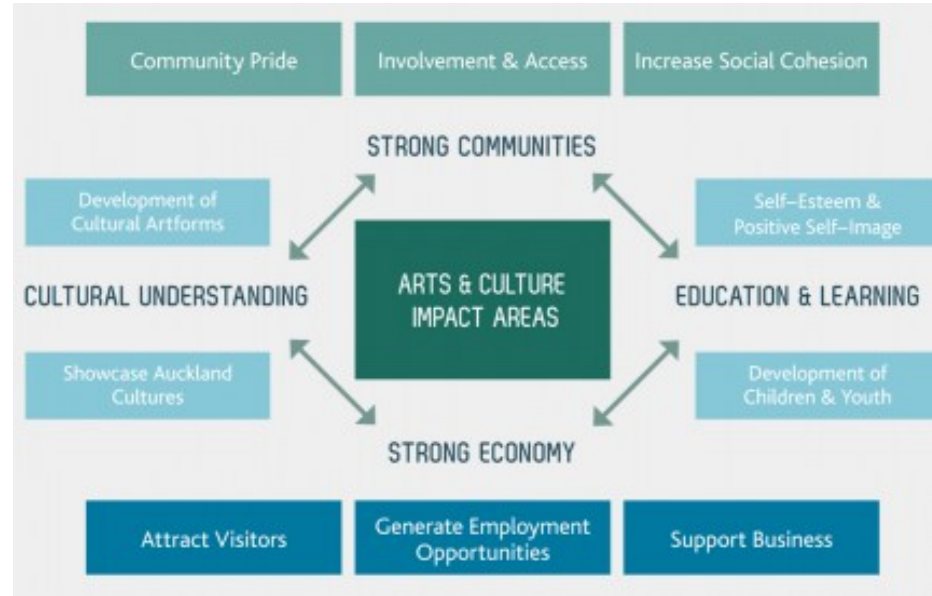 Community Pride
Involvement & Access
Increase Social Cohesion
STRONG COMMUNITIES
Development of
Cultural Artforms
Self–Esteem &
Positive Self–Image
CULTURAL UNDERSTANDING
ARTS & CULTURE
IMPACT AREAS
EDUCATION & LEARNING
Showcase Auckland
Cultures
Development of
Children & Youth
STRONG ECONOMY
Attract Visitors
Generate Employment
Opportunities
Support Business